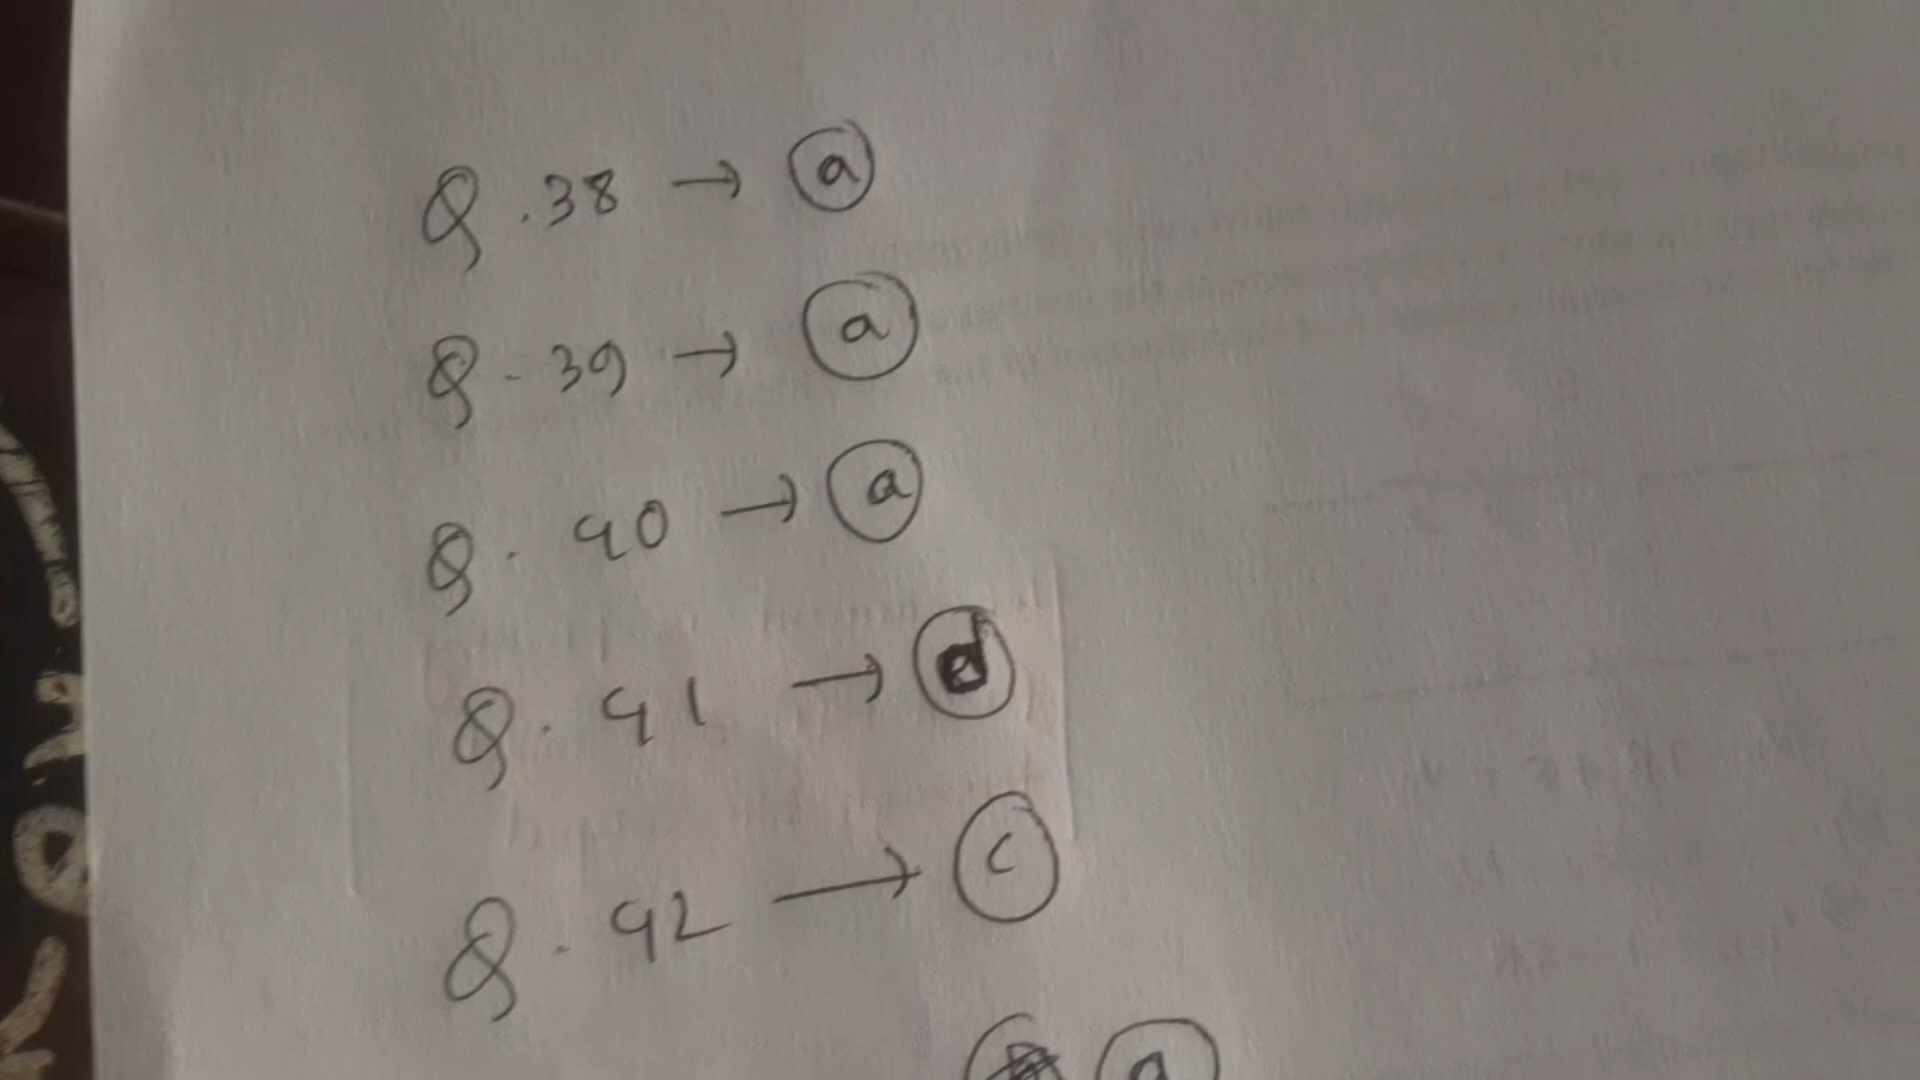 Q.38 → a
Q. 39 → a
Q. 40 → a
Q. 41 → d
Q. 42 → c
a